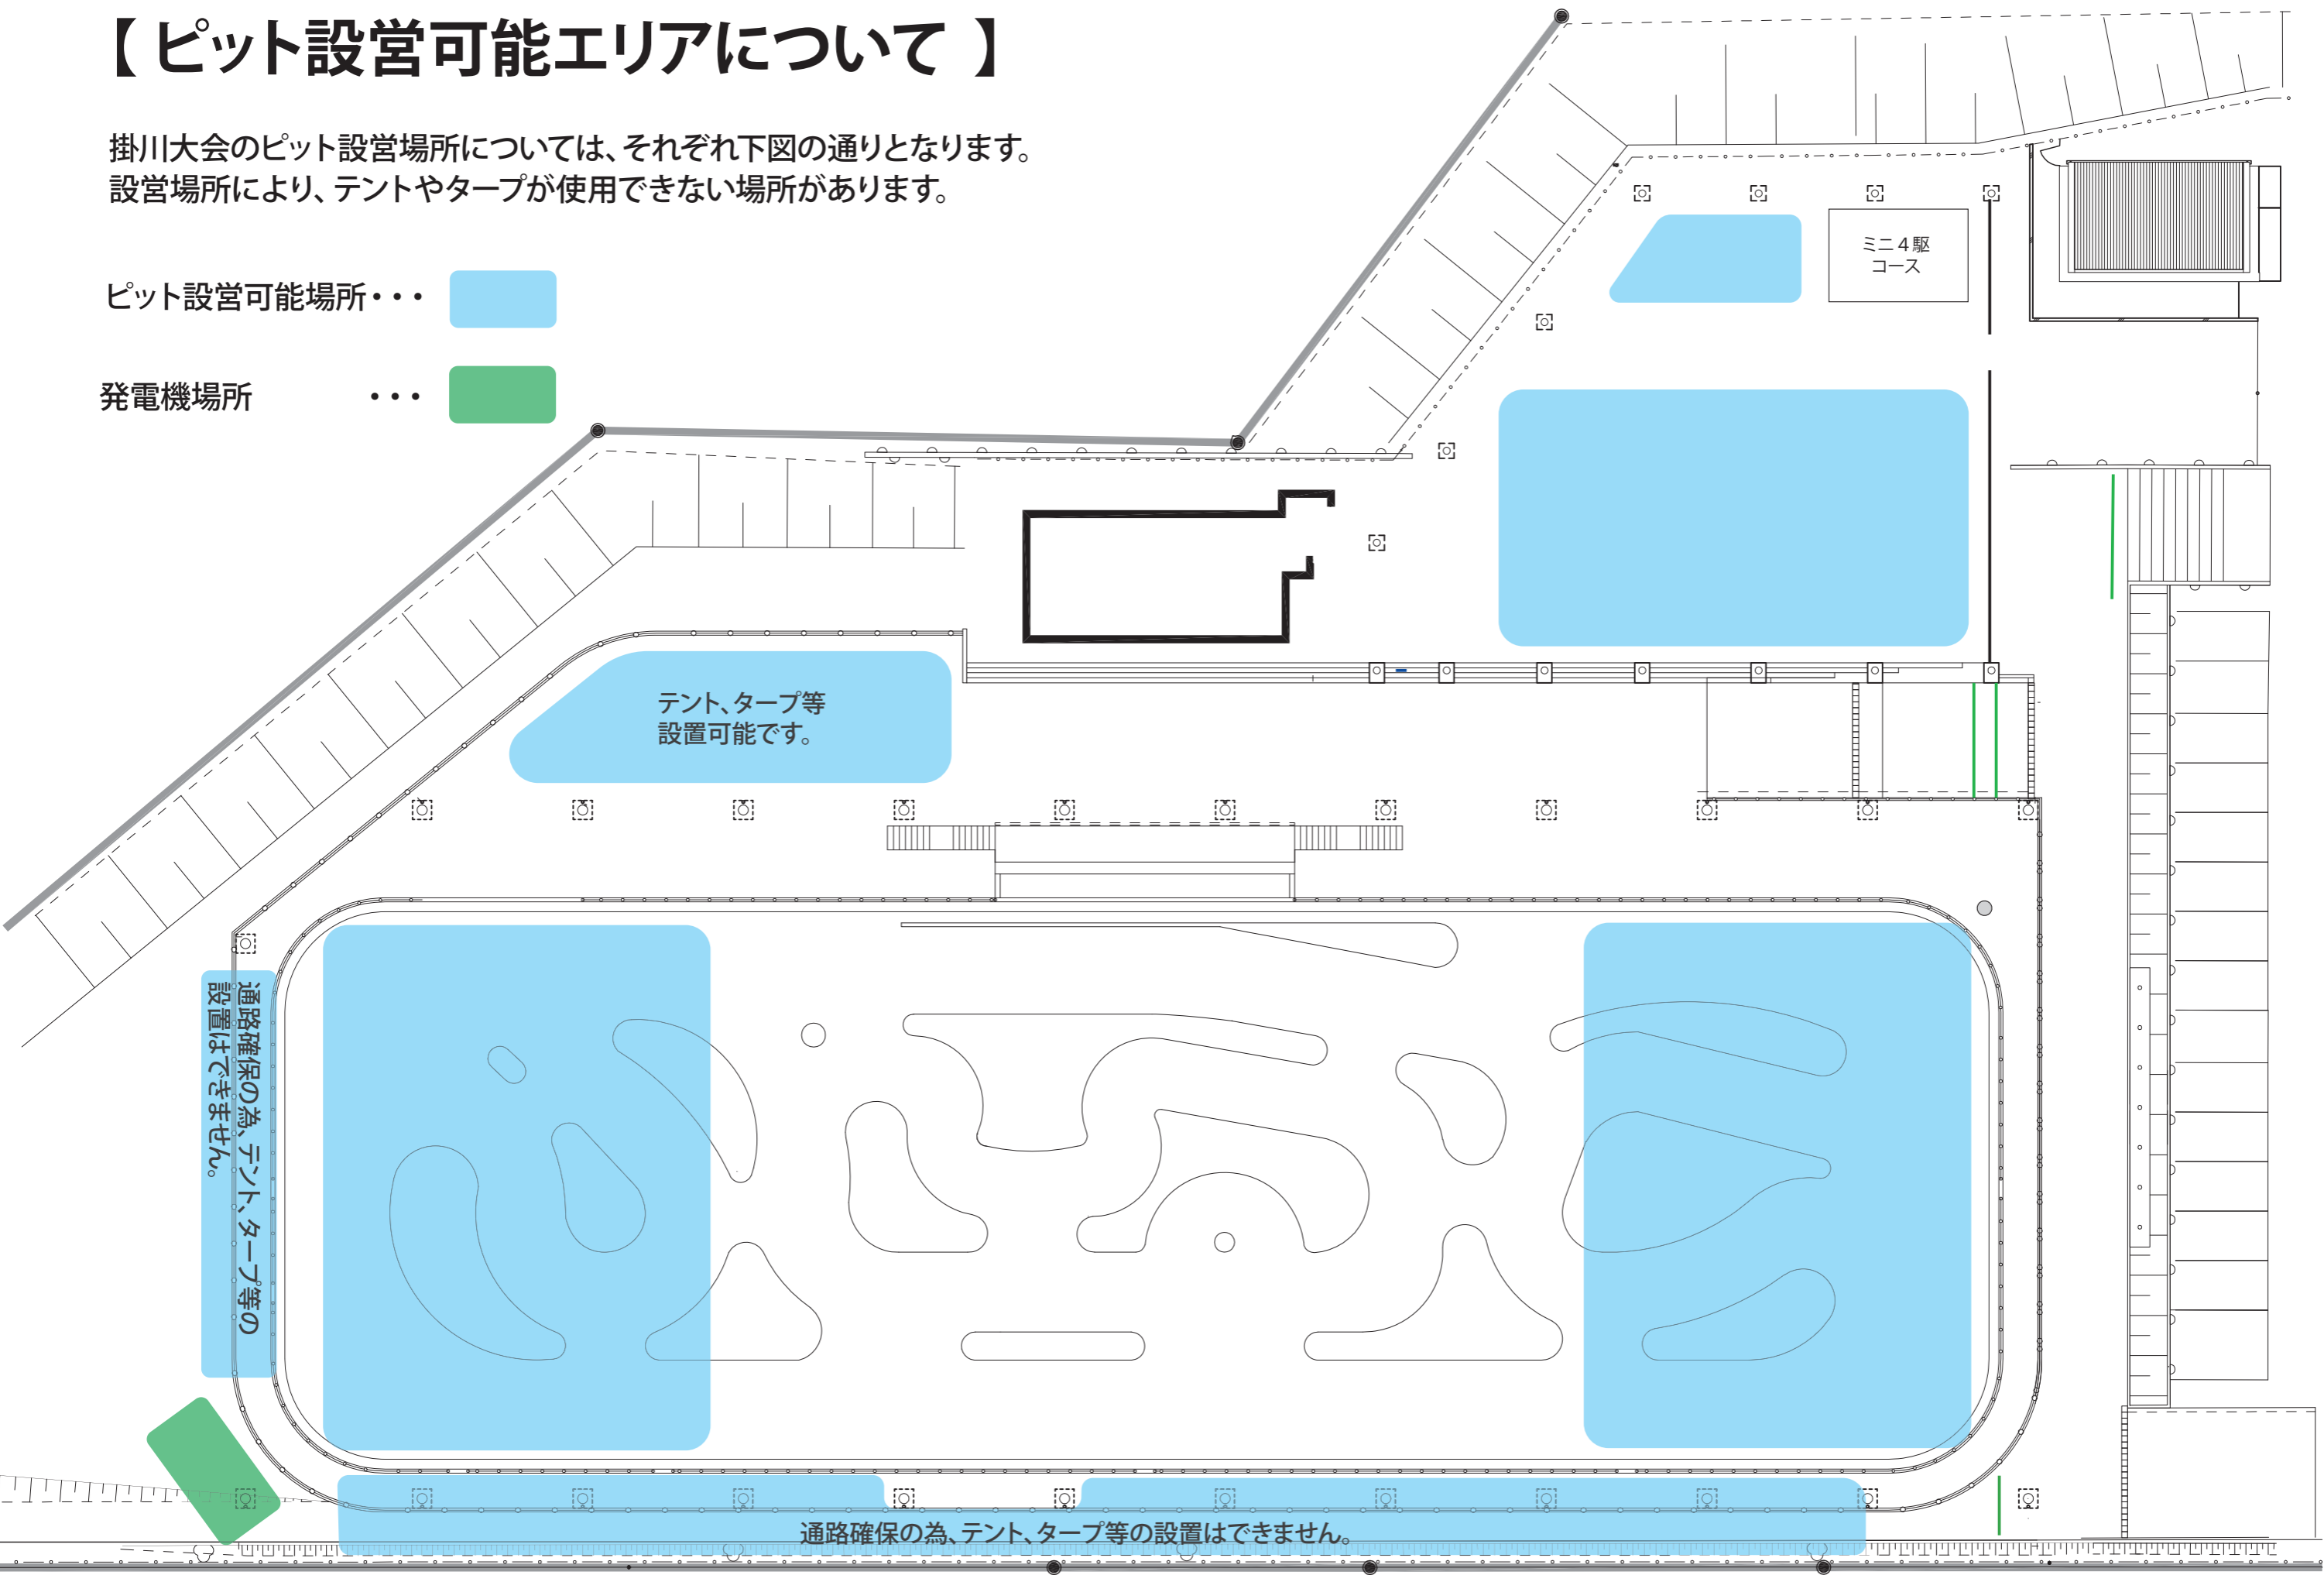 【 ピット設営可能エリアについて 】
掛川大会のピット設営場所については、それぞれ下図の通りとなります。
設営場所により、テントやタープが使用できない場所があります。
ピット設営可能場所・・・
発電機場所 ・・・
ミニ４駆
コース
テント、タープ等
設置可能です。
通路確保の為、テント、タープ等の
設置はできません。
通路確保の為、テント、タープ等の設置はできません。